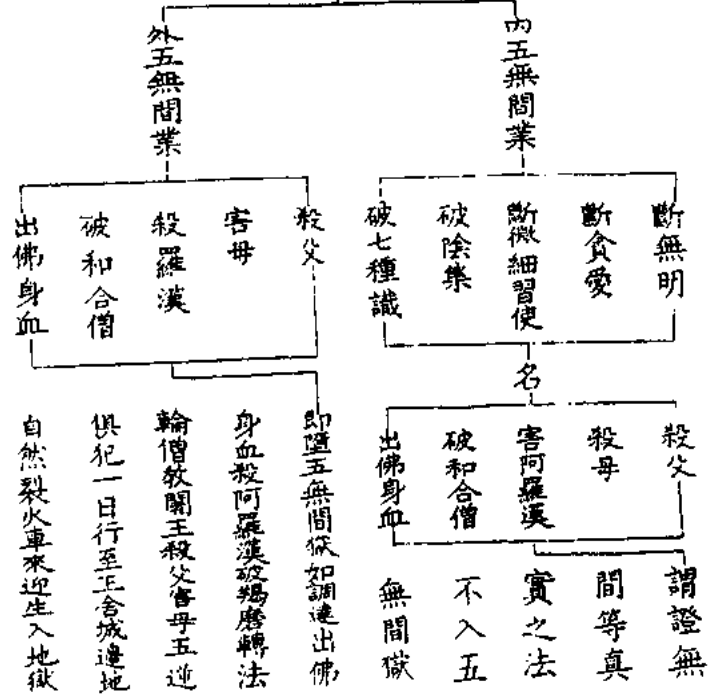 內五無間業
斷無明
斷貪愛
斷微細習使
破陰集
破七種識
名
殺父
殺母
害阿羅漢
破和合僧
出佛身血
謂證無
間等真
實之法
不入五
無間獄
外五無間業
殺父
害母
殺羅漢
破和合僧
出佛身血
即墮五無間獄如調達出佛
身血殺阿羅漢破羯磨轉法
輪僧教闍王殺父害母五逆
俱犯一日行至王舍城邊地
自然裂火車來迎生入地獄